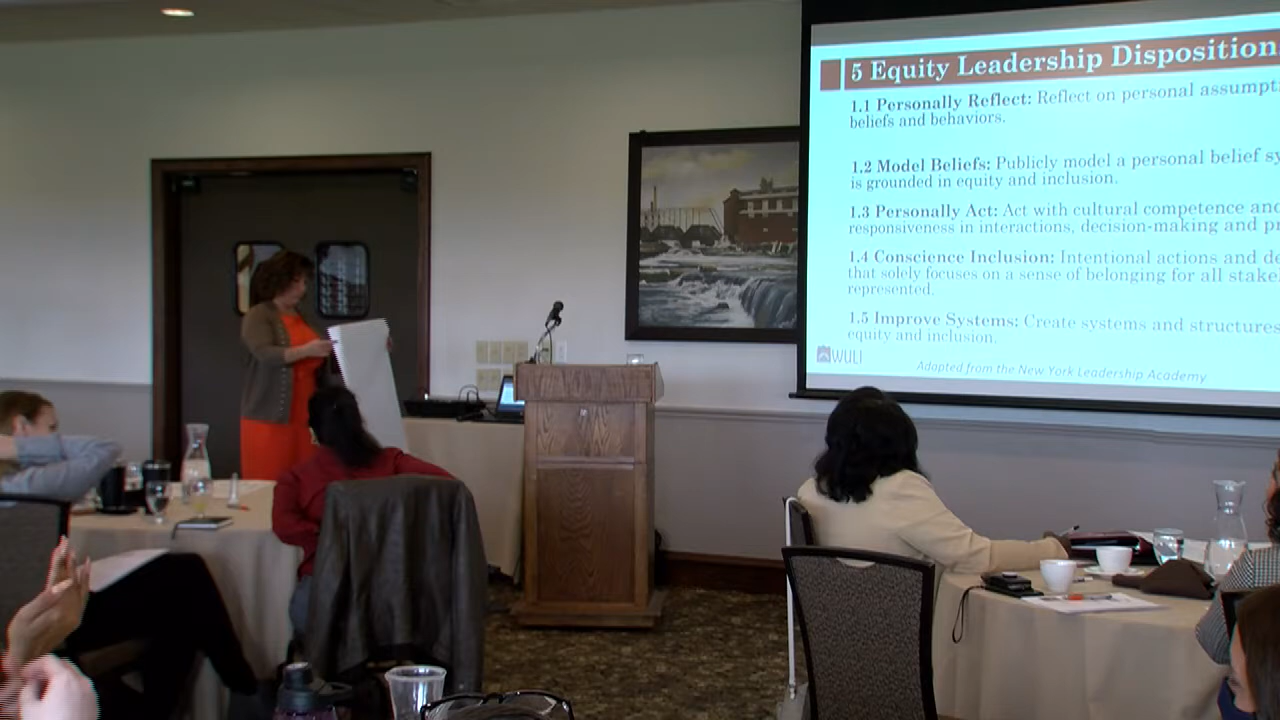 5 Equity Leadership Disposition
1.1 Personally Reflect: Reflect on personal assumpt
beliefs and behaviors.
1.2 Model Beliefs: Publicly model a personal belief sy
is grounded in equity and inclusion.
1.3 Personally Act: Act with cultural competence and
responsiveness in interactions, decision-making and pr
1.4 Conscience Inclusion: Intentional actions and de
that solely focuses on a sense of belonging for all stake
represented.
1.5 Improve Systems: Create systems and structures
equity and inclusion.
WULI
Adapted from the New York Leadership Academy